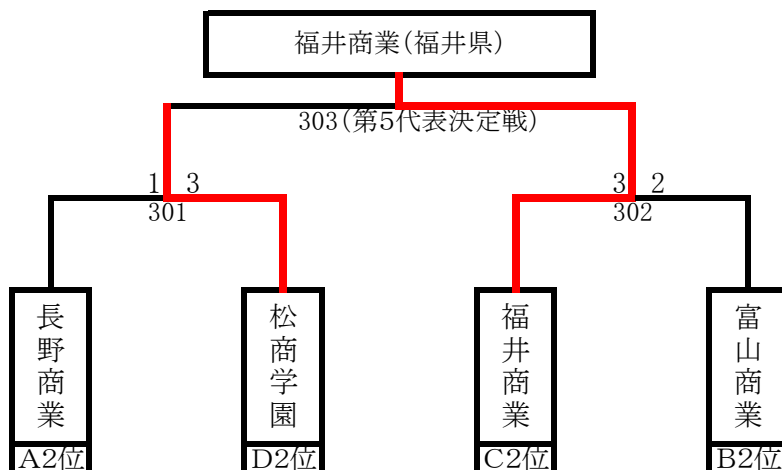 福井商業(福井県)
303(第5代表決定戦)
1 3
301
3 2
302
長野商業
松商学園
福井商業
富山商業
A2位
D2位
C2位
B2位